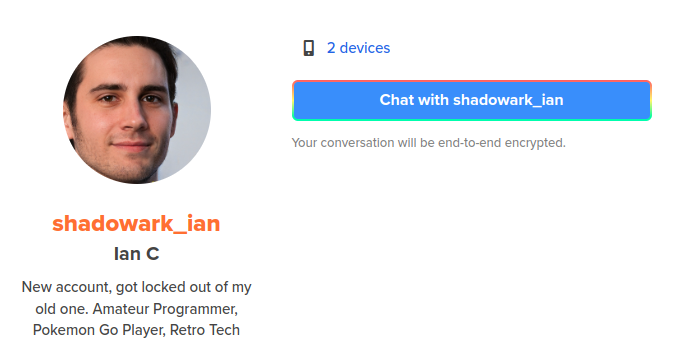 2 devices
Chat with shadowark_ian
Your conversation will be end-to-end encrypted.
shadowark_ian
Ian C
New account, got locked out of my
old one. Amateur Programmer,
Pokemon Go Player, Retro Tech